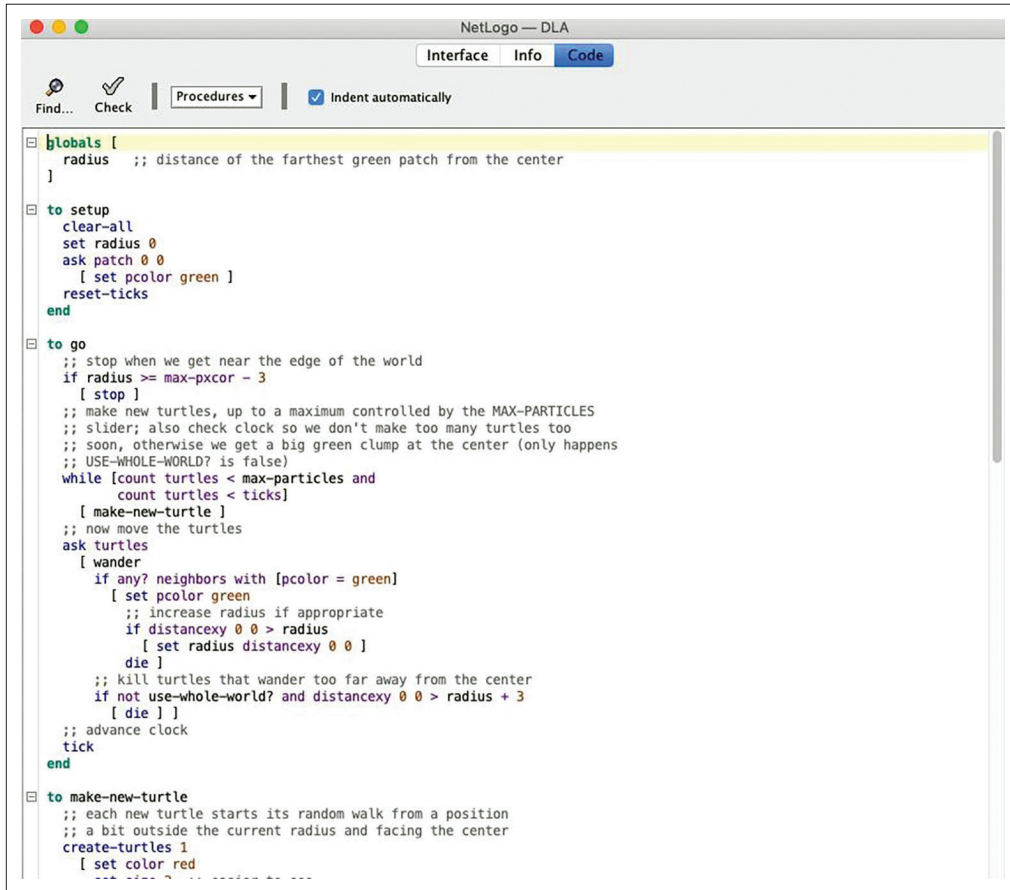 NetLogo — DLA
Interface Info Code
Find... Check Procedures Indent automatically
globals [
radius ;; distance of the farthest green patch from the center
]
to setup
clear-all
set radius 0
ask patch 0 0
[ set pcolor green ]
reset-ticks
end
to go
;; stop when we get near the edge of the world
if radius >= max-pxcor - 3
[ stop ]
;; make new turtles, up to a maximum controlled by the MAX-PARTICLES
;; slider; also check clock so we don't make too many turtles too
;; soon, otherwise we get a big green clump at the center (only happens
;; USE-WHOLE-WORLD? is false)
while [count turtles < max-particles and
count turtles < ticks]
[ make-new-turtle ]
;; now move the turtles
ask turtles
[ wander
if any? neighbors with [pcolor = green]
[ set pcolor green
;; increase radius if appropriate
if distancexy 0 0 > radius
[ set radius distancexy 0 0 ]
die ]
;; kill turtles that wander too far away from the center
if not use-whole-world? and distancexy 0 0 > radius + 3
[ die ] ]
;; advance clock
tick
end
to make-new-turtle
;; each new turtle starts its random walk from a position
;; a bit outside the current radius and facing the center
create-turtles 1
[ set color red